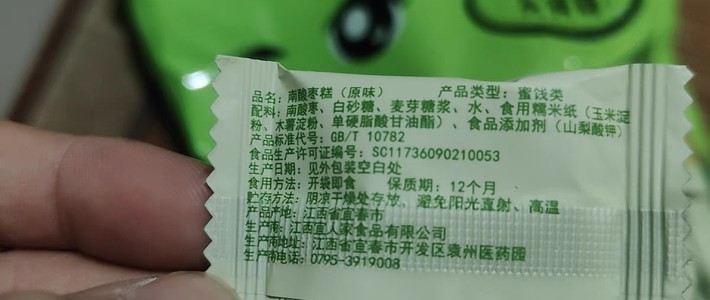 品名：南酸枣糕（原味） 产品类型：蜜饯类
配料：南酸枣、白砂糖、麦芽糖浆、水、食用糯米纸（玉米淀
粉、木薯淀粉、单硬脂酸甘油酯）、食品添加剂（山梨酸钾）
产品标准代号：GB/T 10782
食品生产许可证编号：SC11736090210053
生产日期：见外包装空白处
食用方法：开袋即食 保质期：12个月
贮存方法：阴凉干燥处存放、避免阳光直射、高温
产品产地：江西省宜春市
生产商：江西宜人家食品有限公司
生产商地址：江西省宜春市开发区袁州医药园
生产商电话：0795-3919008